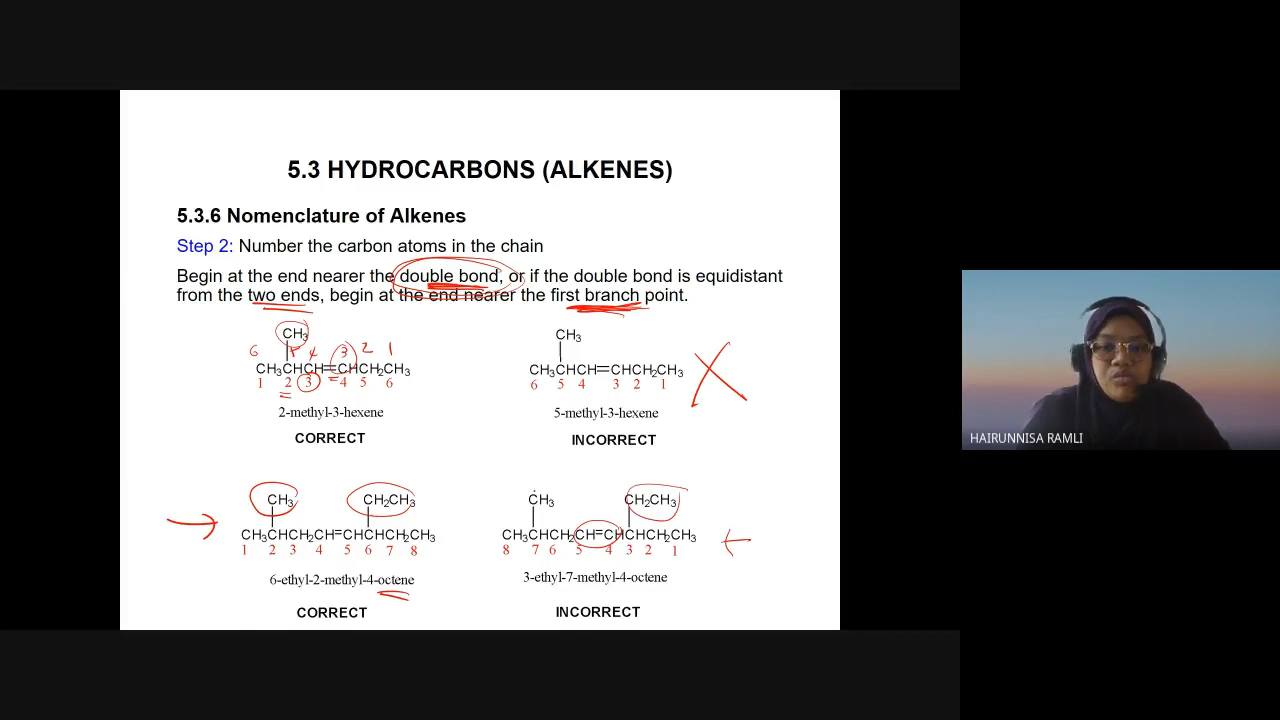 5.3 HYDROCARBONS (ALKENES)
5.3.6 Nomenclature of Alkenes
Step 2: Number the carbon atoms in the chain
Begin at the end nearer the double bond, or if the double bond is equidistant
from the two ends, begin at the end nearer the first branch point.
CH3
6 5 4 3 2 1
CH3CHCH=CHCH2CH3
1 2 3 4 5 6
2-methyl-3-hexene
CORRECT
CH3
CH3CHCH=CHCH2CH3
6 5 4 3 2 1
5-methyl-3-hexene
INCORRECT
CH3 CH2CH3
CH3CHCH2CH=CHCHCH2CH3
1 2 3 4 5 6 7 8
6-ethyl-2-methyl-4-octene
CORRECT
CH3 CH2CH3
CH3CHCH2CH=CHCHCH2CH3
8 7 6 5 4 3 2 1
3-ethyl-7-methyl-4-octene
INCORRECT
HAIRUNNISA RAMLI